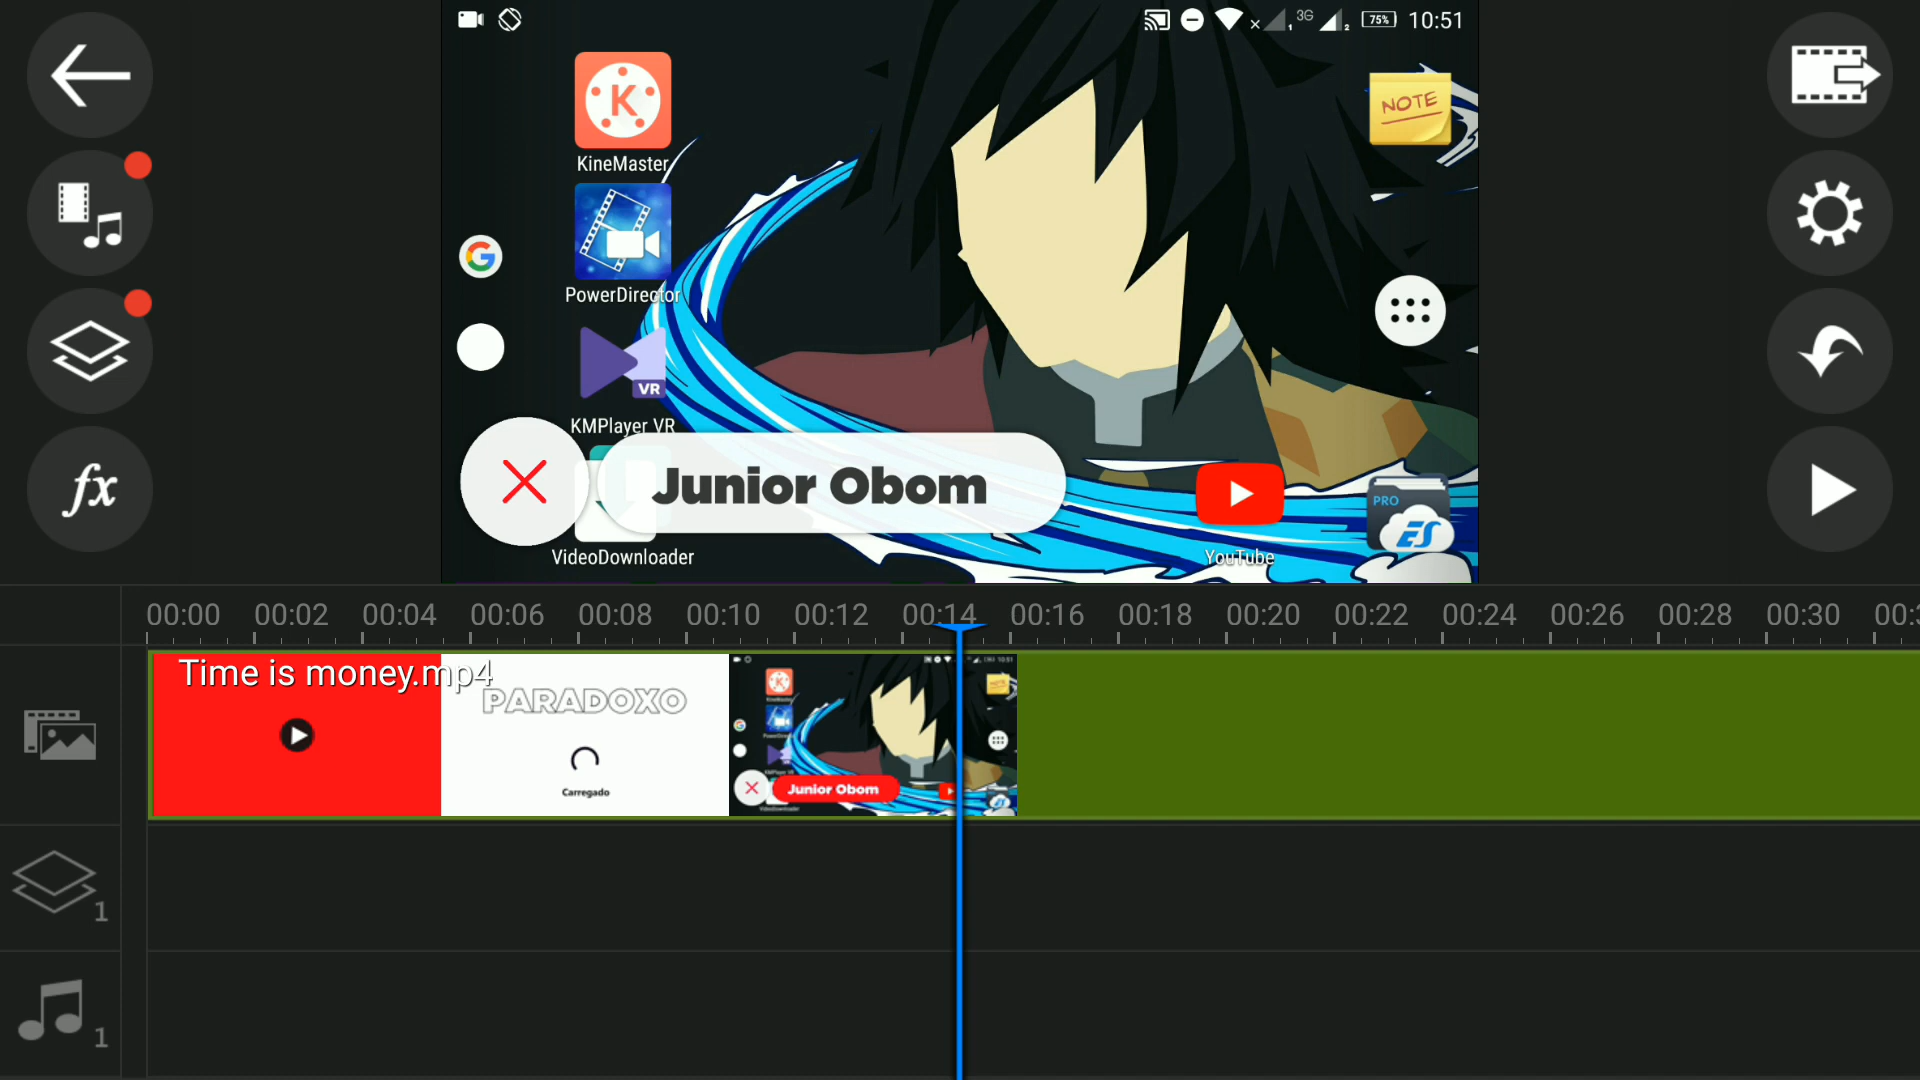 3G
75%
10:51
K
KineMaster
NOTE
PowerDirector
G
VR
KMPlayer VR
Junior Obom
PRO
ES
VideoDownloader
YouTube
fx
00:00 00:02 00:04 00:06 00:08 00:10 00:12 00:14 00:16 00:18 00:20 00:22 00:24 00:26 00:28 00:30 00:
Time is money.mp4
PARADOXO
Carregado
Junior Obom
1
1